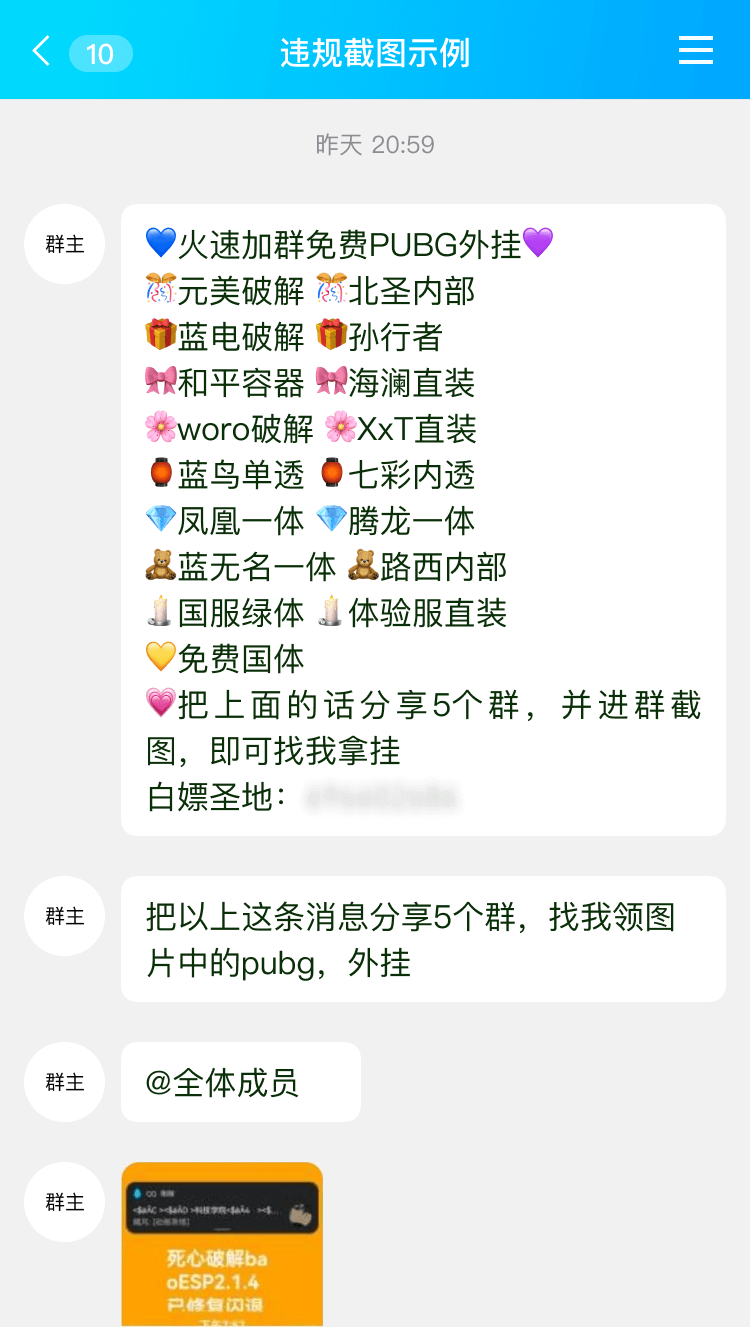 10
违规截图示例
昨天 20:59
群主
💙火速加群免费PUBG外挂💜
🎊元美破解 🎊北圣内部
🎁蓝电破解 🎁孙行者
🎀和平容器 🎀海澜直装
🌸woro破解 🌸XxT直装
🏮蓝鸟单透 🏮七彩内透
💎凤凰一体 💎腾龙一体
🧸蓝无名一体 🧸路西内部
🕯国服绿体 🕯体验服直装
💛免费国体
💗把上面的话分享5个群，并进群截
图，即可找我拿挂
白嫖圣地：
群主
把以上这条消息分享5个群，找我领图
片中的pubg，外挂
群主
@全体成员
群主
死心破解ba
oESP2.1.4
已修复闪退